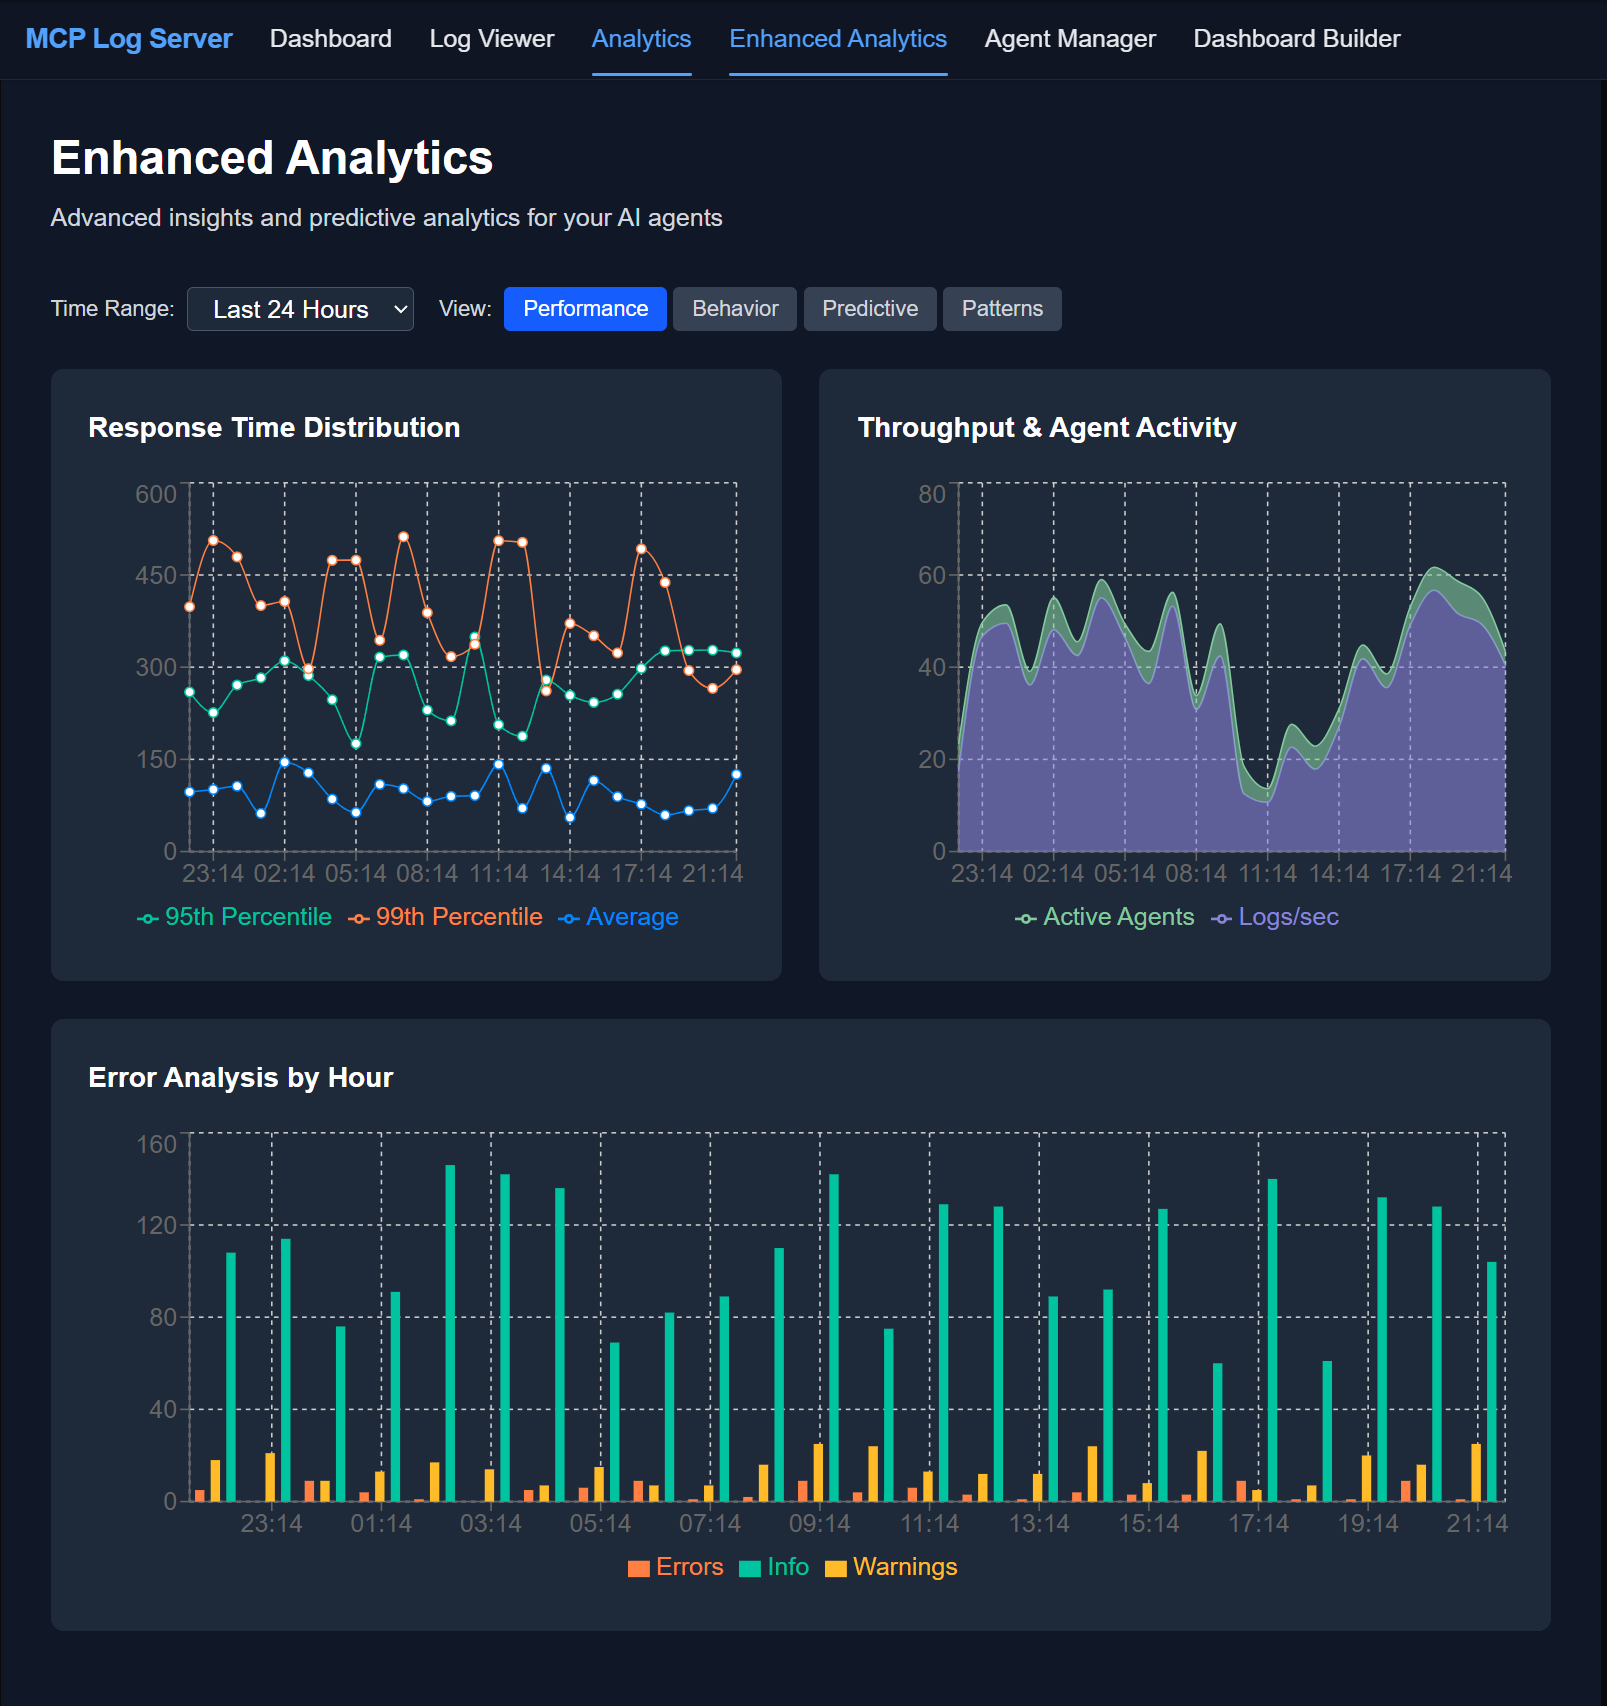 MCP Log Server Dashboard Log Viewer Analytics Enhanced Analytics Agent Manager Dashboard Builder
Enhanced Analytics
Advanced insights and predictive analytics for your AI agents
Time Range: Last 24 Hours View: Performance Behavior Predictive Patterns
Response Time Distribution
600
450
300
150
0
23:14 02:14 05:14 08:14 11:14 14:14 17:14 21:14
95th Percentile 99th Percentile Average
Throughput & Agent Activity
80
60
40
20
0
23:14 02:14 05:14 08:14 11:14 14:14 17:14 21:14
Active Agents Logs/sec
Error Analysis by Hour
160
120
80
40
0
23:14 01:14 03:14 05:14 07:14 09:14 11:14 13:14 15:14 17:14 19:14 21:14
Errors Info Warnings